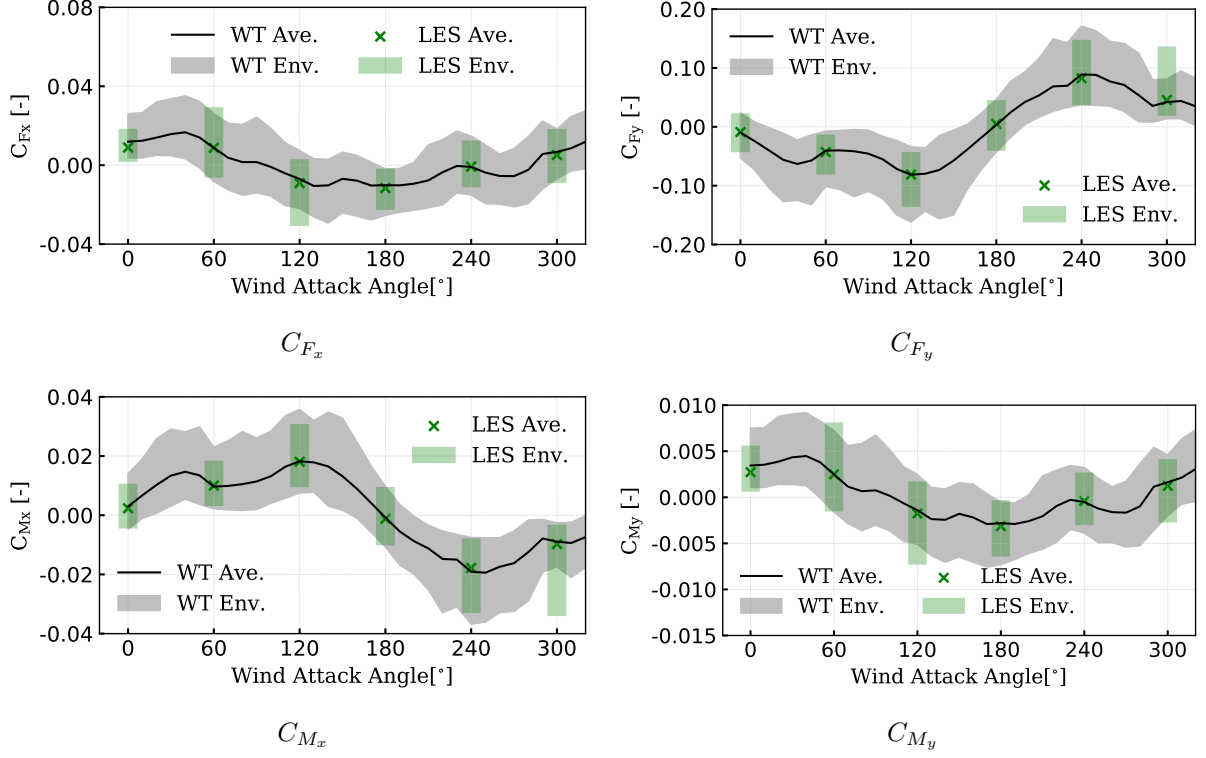 0.08
0.04
0.00
-0.04
C_Fx [-]
WT Ave.
WT Env.
LES Ave.
LES Env.
0 60 120 180 240 300
Wind Attack Angle[°]
C_{F_x}
0.20
0.10
0.00
-0.10
-0.20
C_Fy [-]
WT Ave.
WT Env.
LES Ave.
LES Env.
0 60 120 180 240 300
Wind Attack Angle[°]
C_{F_y}
0.04
0.02
0.00
-0.02
-0.04
C_Mx [-]
LES Ave.
LES Env.
WT Ave.
WT Env.
0 60 120 180 240 300
Wind Attack Angle[°]
C_{M_x}
0.010
0.005
0.000
-0.005
-0.010
-0.015
C_My [-]
WT Ave.
WT Env.
LES Ave.
LES Env.
0 60 120 180 240 300
Wind Attack Angle[°]
C_{M_y}